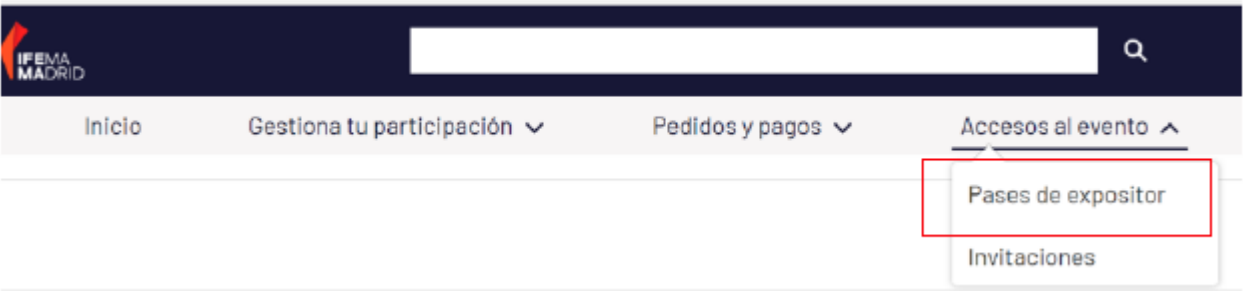 IFEMA
MADRID
Inicio Gestiona tu participación Pedidos y pagos Accesos al evento
Pases de expositor
Invitaciones